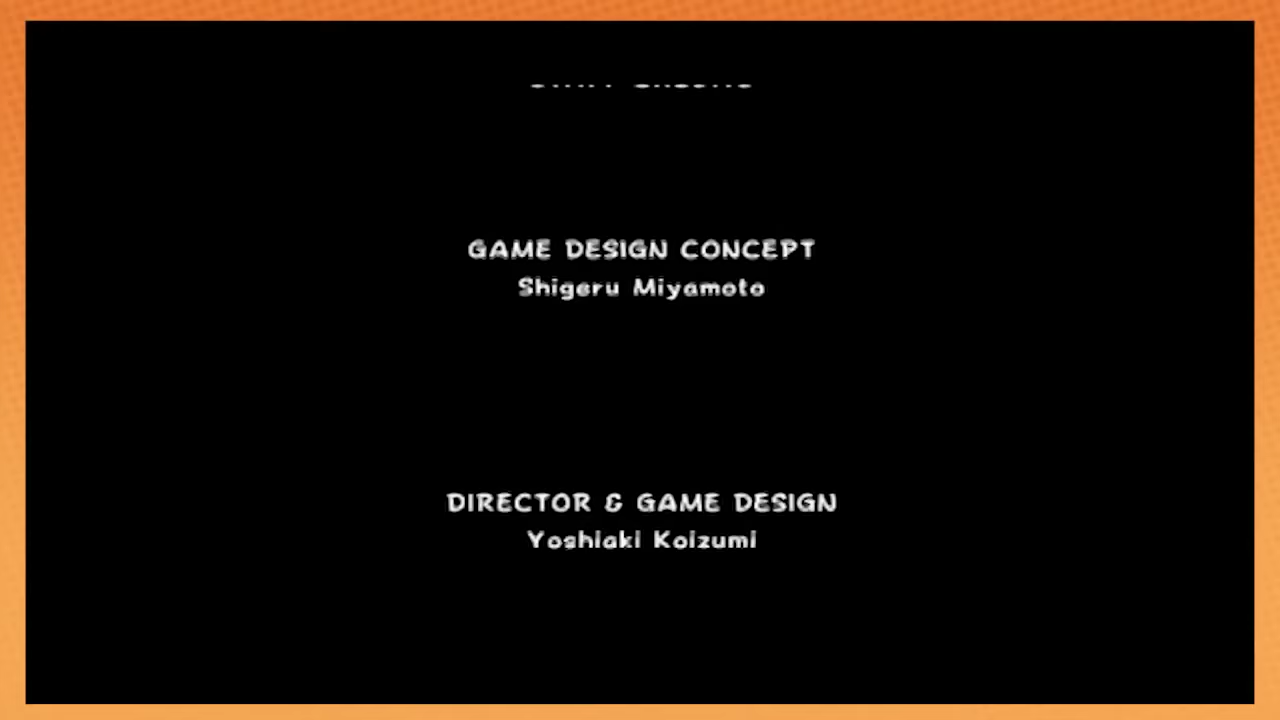 GAME DESIGN CONCEPT
Shigeru Miyamoto
DIRECTOR & GAME DESIGN
Yoshiaki Koizumi